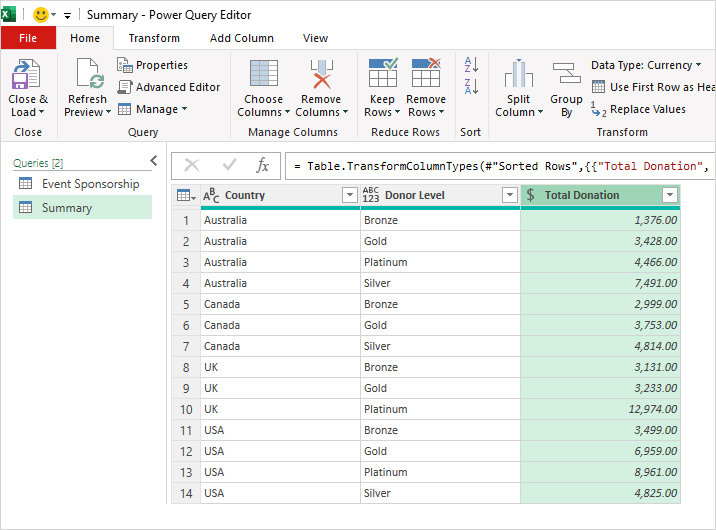 Summary - Power Query Editor
File Home Transform Add Column View
Close & Load
Refresh Preview
Properties
Advanced Editor
Manage
Choose Columns
Remove Columns
Keep Rows
Remove Rows
A Z
Z A
Split Column
Group By
Data Type: Currency
Use First Row as Hea
1 2 Replace Values
Close Query Manage Columns Reduce Rows Sort Transform
Queries [2]
Event Sponsorship
Summary
fx = Table.TransformColumnTypes(#"Sorted Rows",{{"Total Donation",
ABC Country ABC 123 Donor Level $ Total Donation
1 Australia Bronze 1,376.00
2 Australia Gold 3,428.00
3 Australia Platinum 4,466.00
4 Australia Silver 7,491.00
5 Canada Bronze 2,999.00
6 Canada Gold 3,753.00
7 Canada Silver 4,814.00
8 UK Bronze 3,131.00
9 UK Gold 3,233.00
10 UK Platinum 12,974.00
11 USA Bronze 3,499.00
12 USA Gold 6,959.00
13 USA Platinum 8,961.00
14 USA Silver 4,825.00